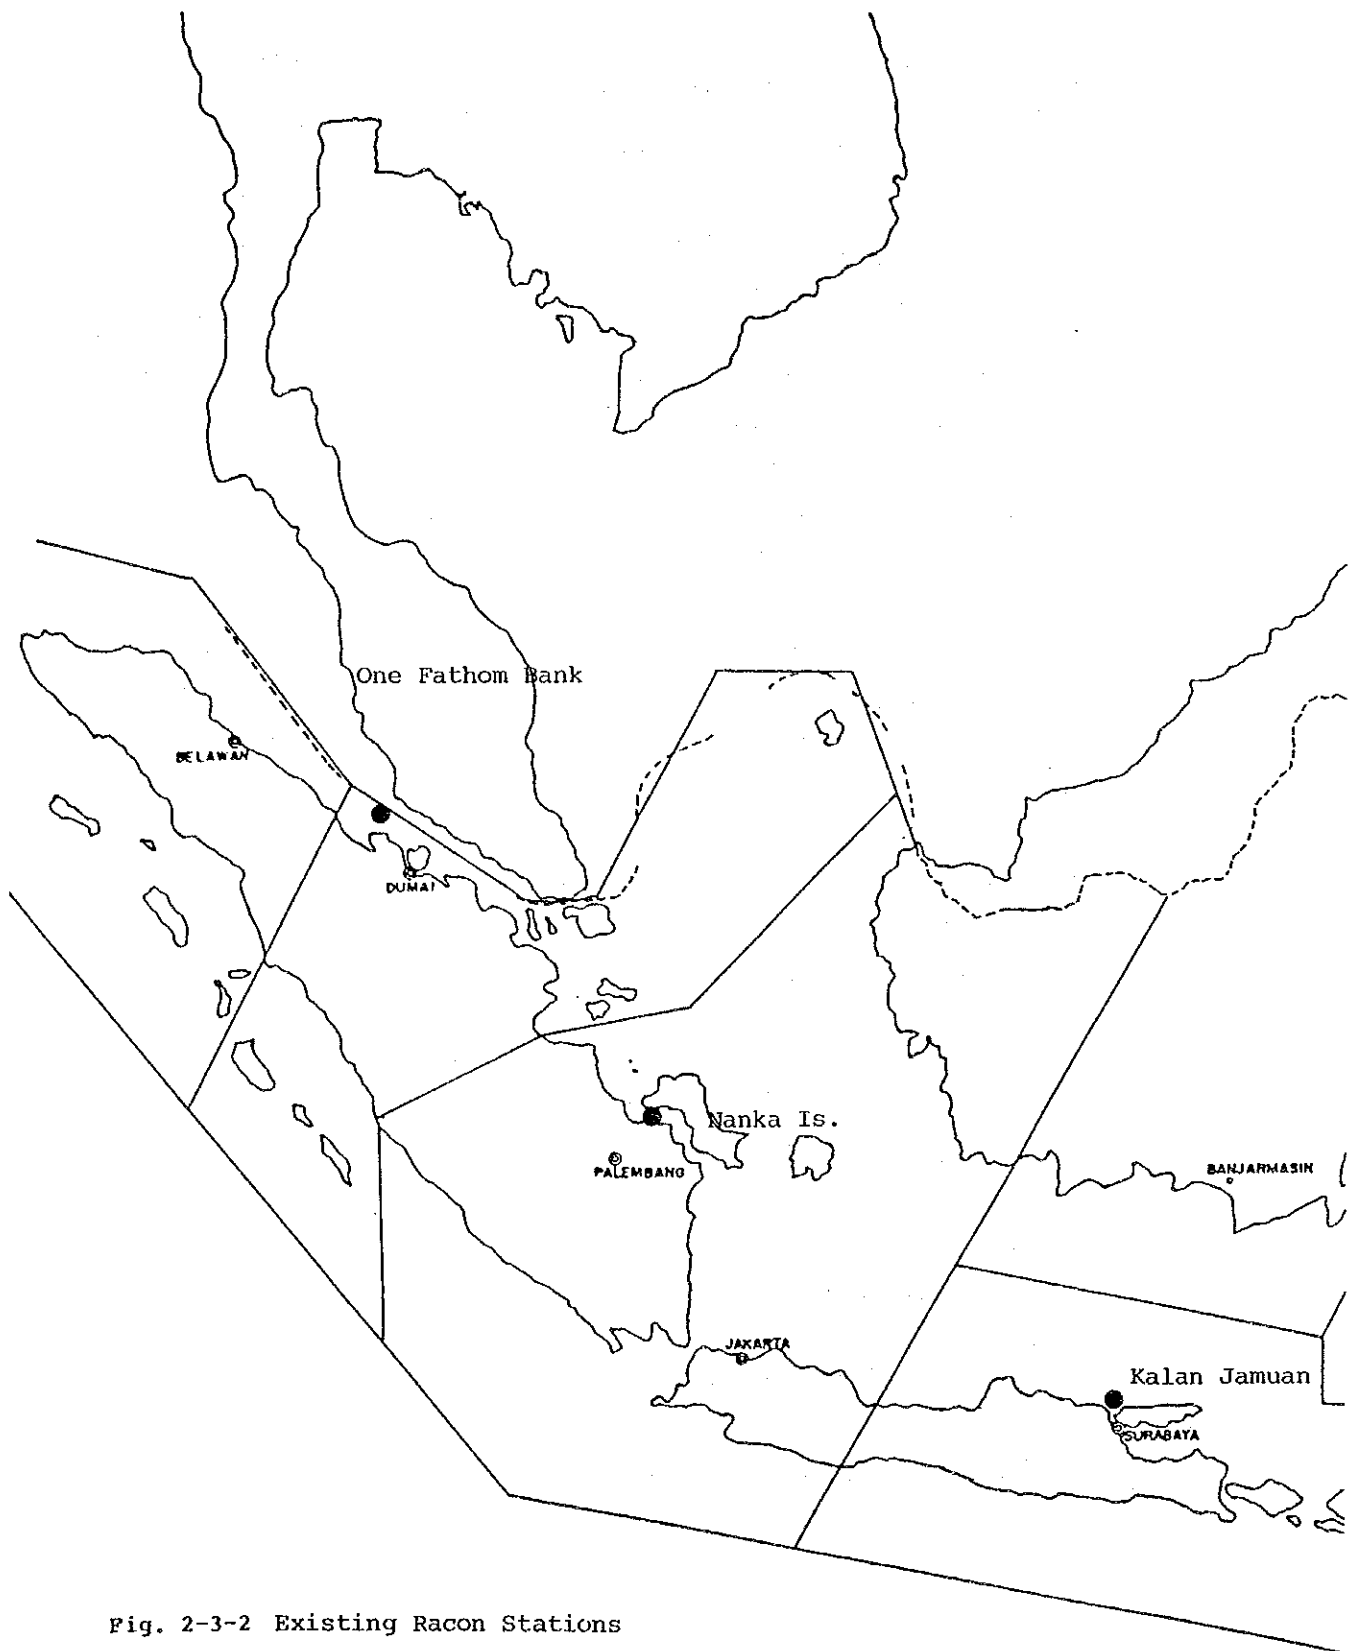 One Fathom Bank
BELAWAN
DUMAI
Nanka Is.
PALEMBANG
BANJARMASIN
JAKARTA
Kalan Jamuan
SURABAYA
Fig. 2-3-2 Existing Racon Stations